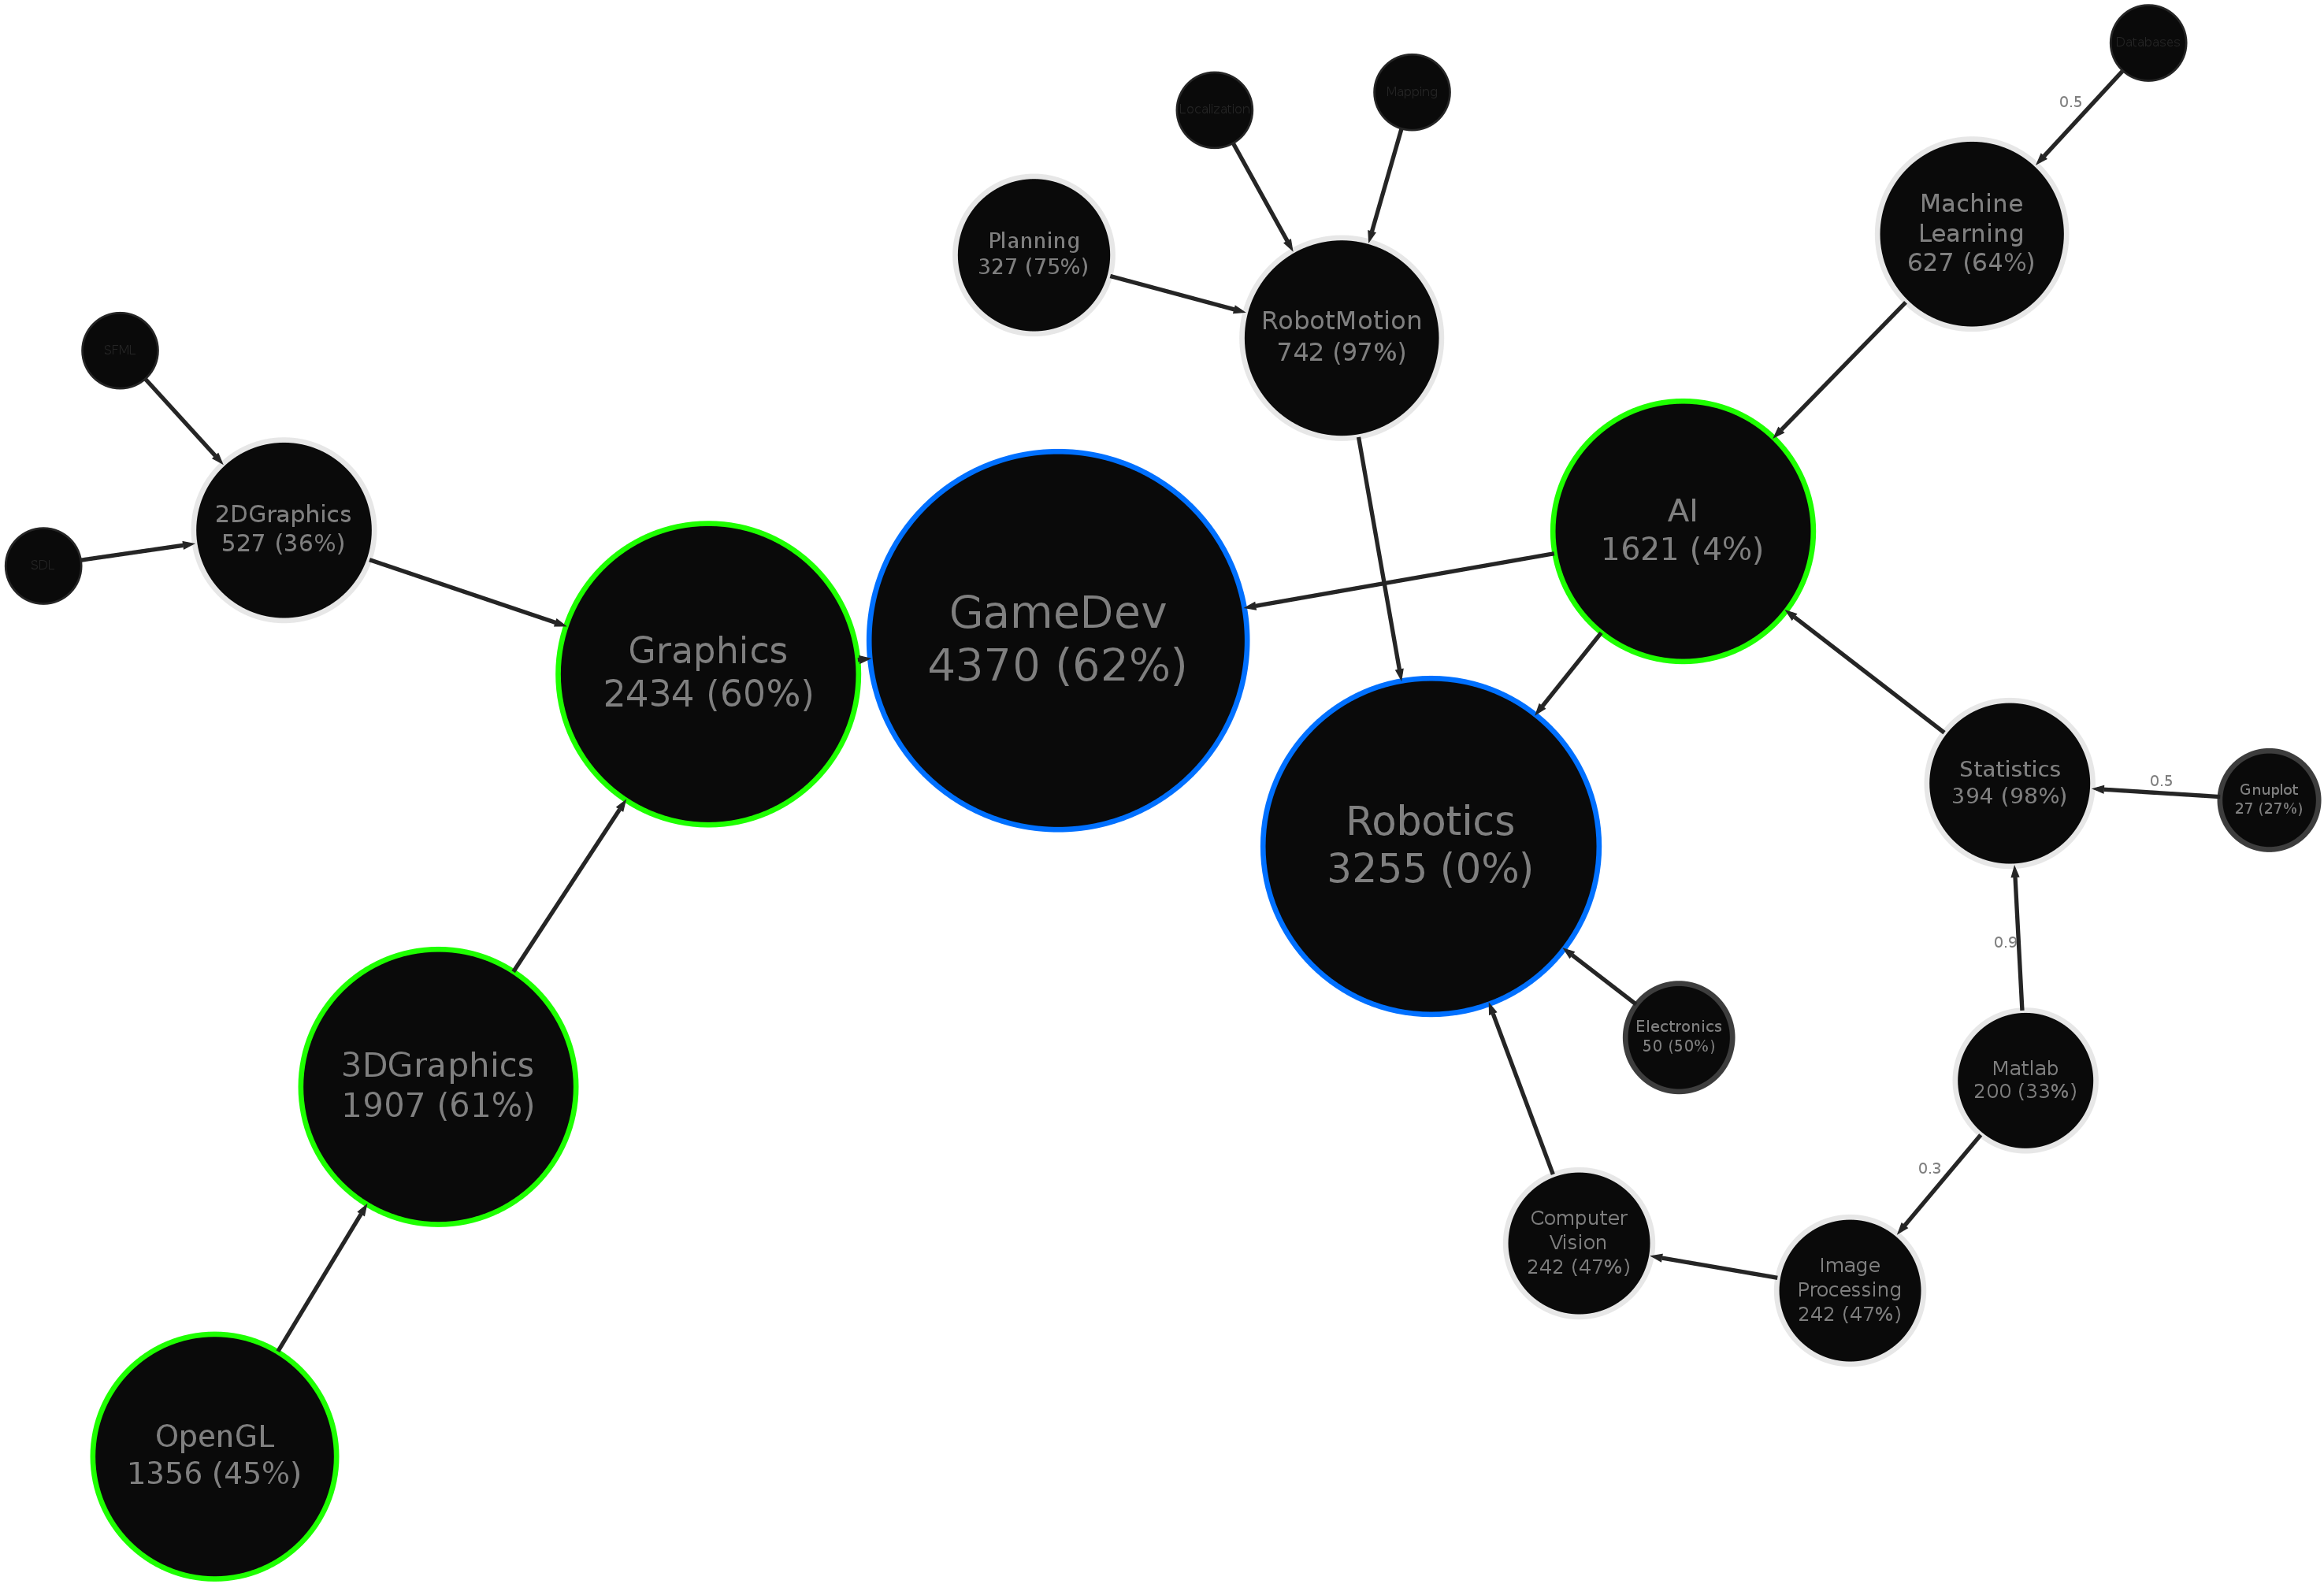 Databases
Mapping
Localization
0.5
Machine
Learning
627 (64%)
Planning
327 (75%)
RobotMotion
742 (97%)
SFML
2DGraphics
527 (36%)
SDL
AI
1621 (4%)
GameDev
4370 (62%)
Graphics
2434 (60%)
Statistics
394 (98%)
0.5
Gnuplot
27 (27%)
Robotics
3255 (0%)
0.9
Electronics
50 (50%)
3DGraphics
1907 (61%)
Matlab
200 (33%)
0.3
Computer
Vision
242 (47%)
Image
Processing
242 (47%)
OpenGL
1356 (45%)